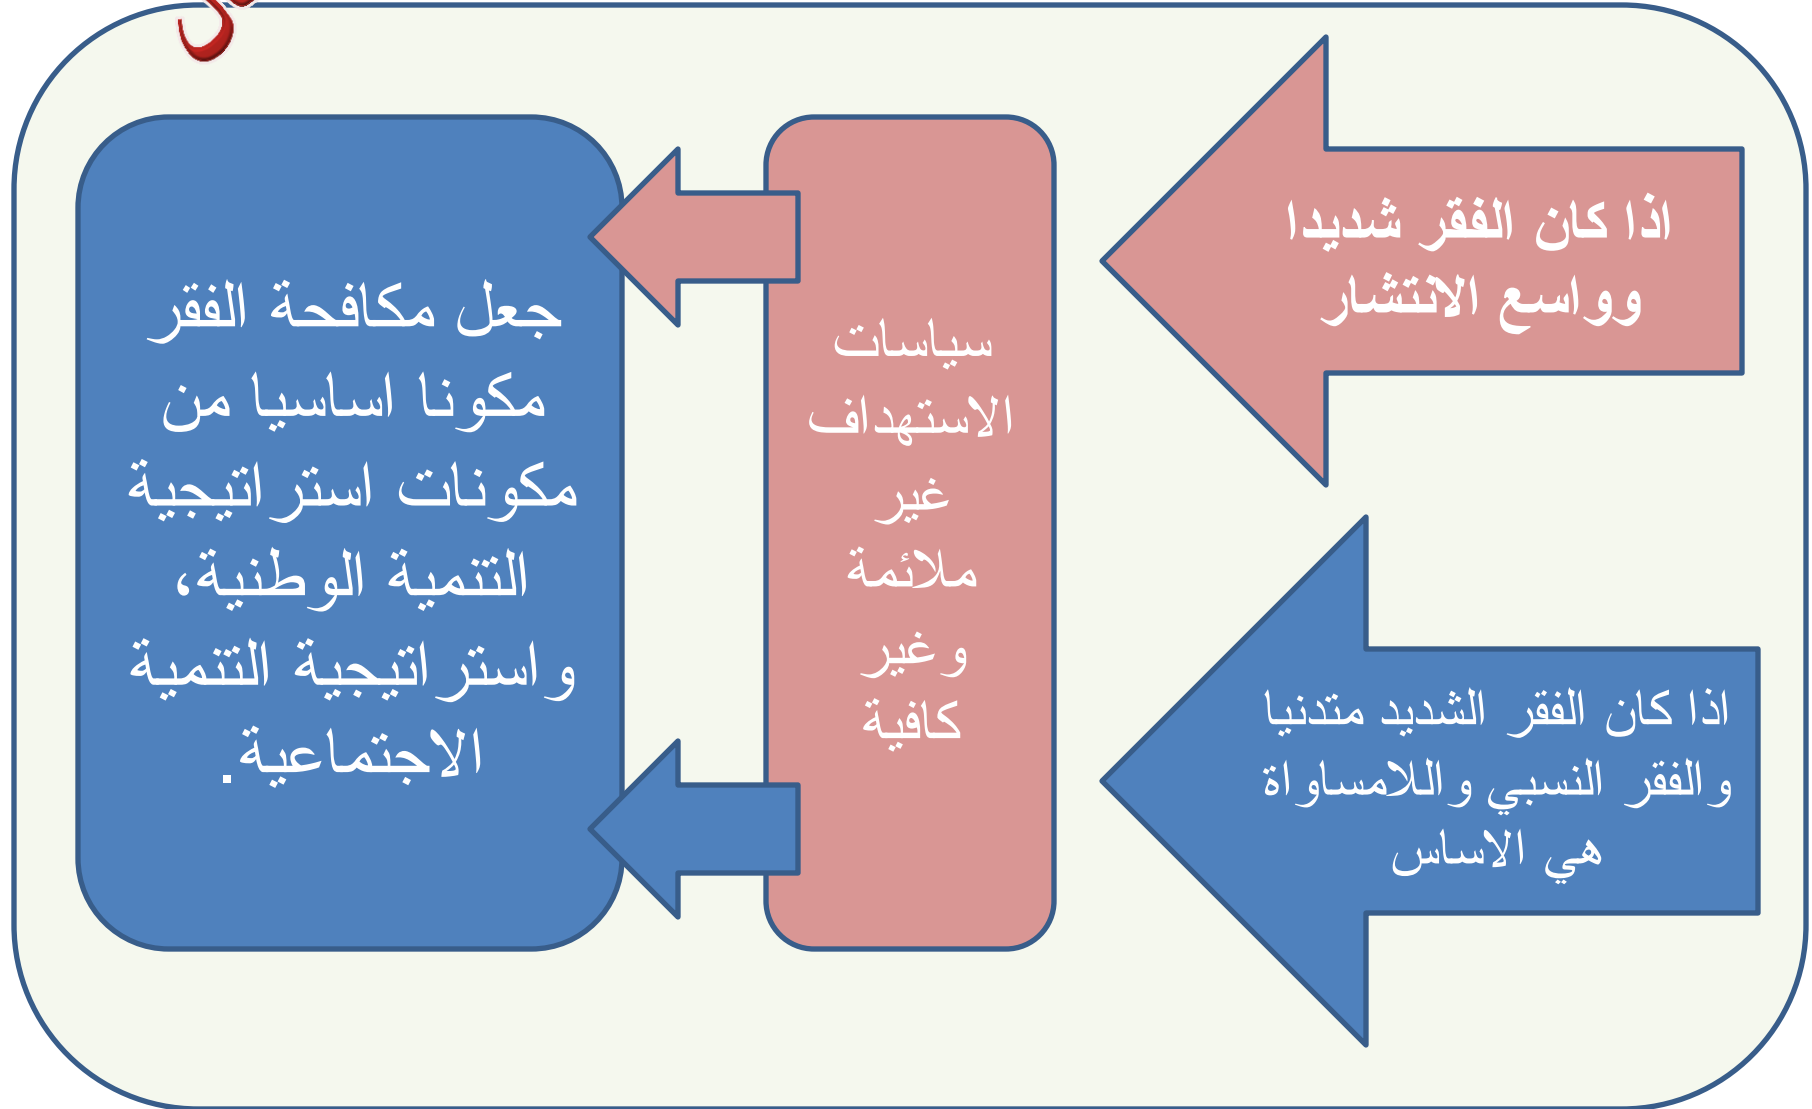 اذا كان الفقر شديدا
وواسع الانتشار
اذا كان الفقر الشديد متدنيا
والفقر النسبي واللامساواة
هي الاساس
سياسات
الاستهداف
غير
ملائمة
وغير
كافية
جعل مكافحة الفقر
مكونا اساسيا من
مكونات استراتيجية
التنمية الوطنية،
واستراتيجية التنمية
الاجتماعية.